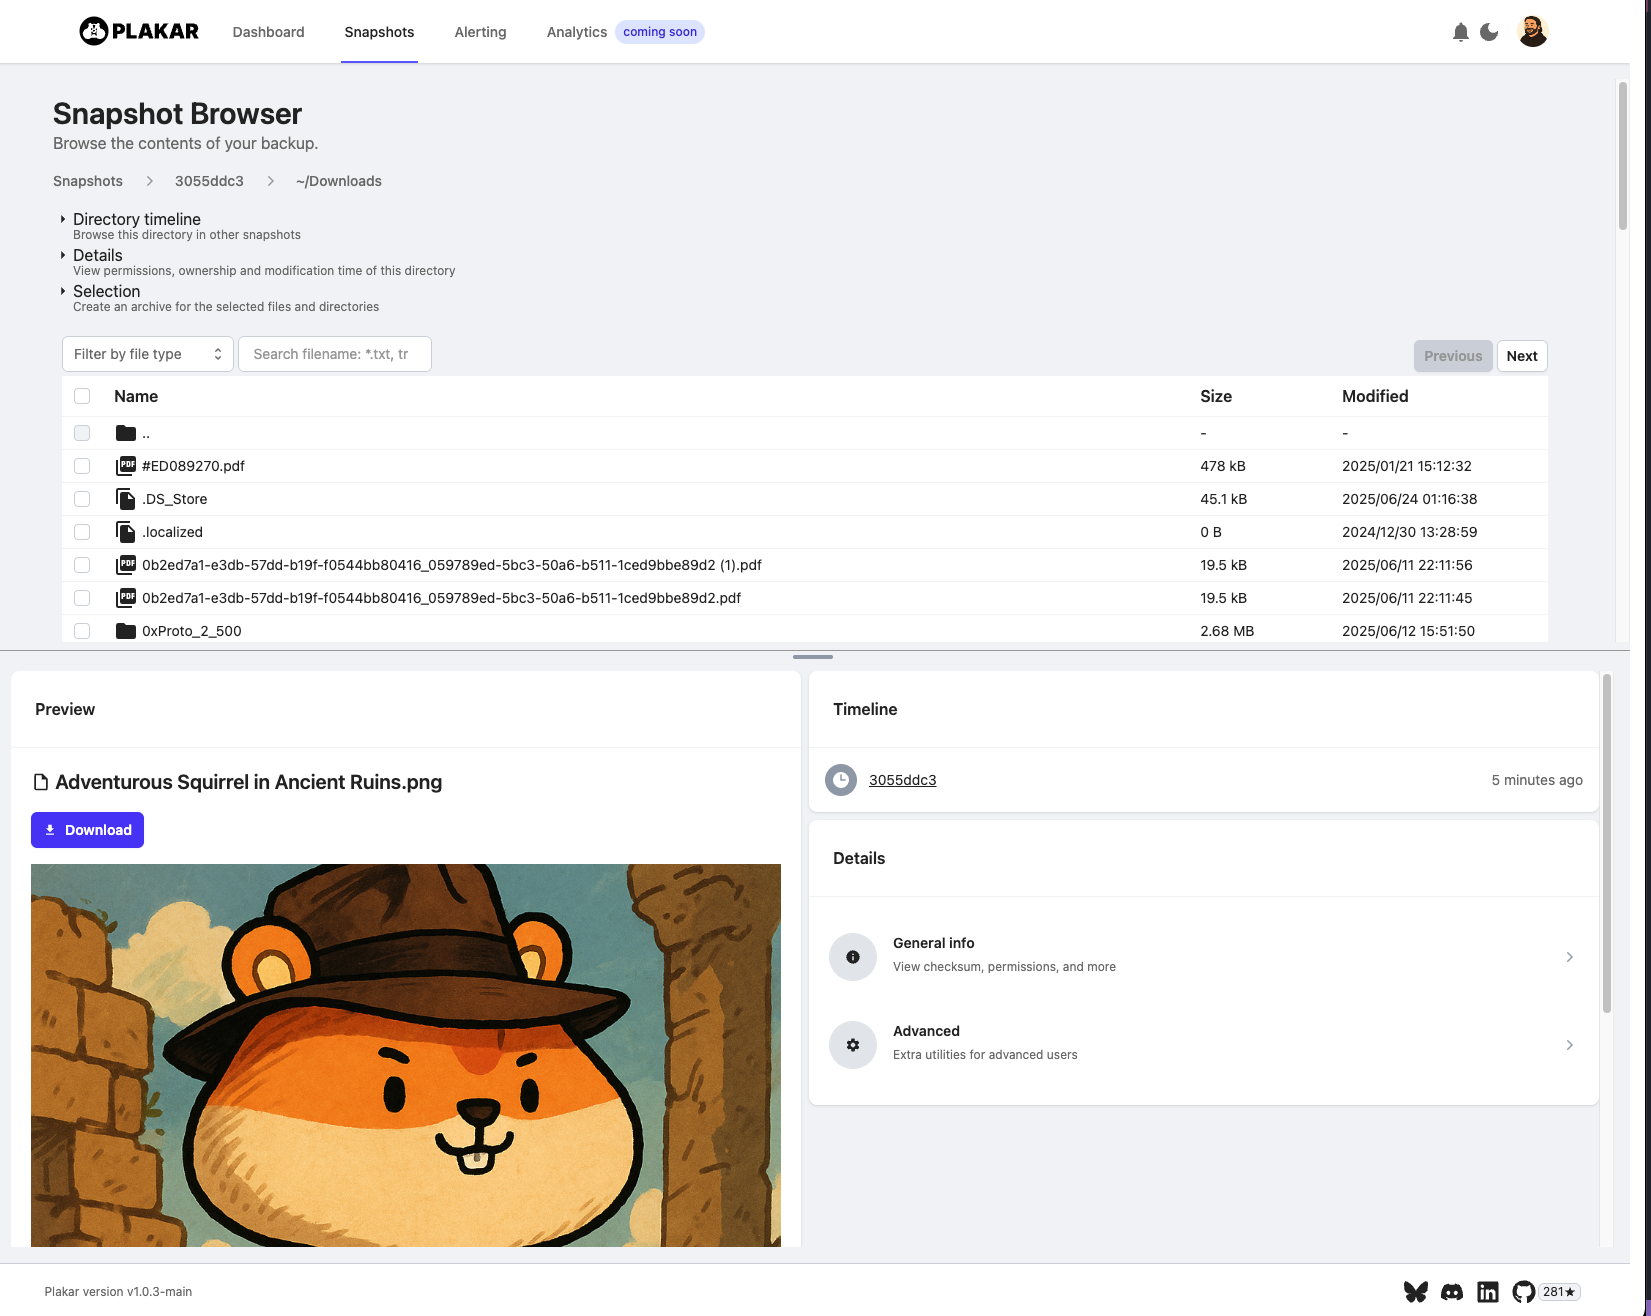 PLAKAR
Dashboard
Snapshots
Alerting
Analytics
coming soon
Snapshot Browser
Browse the contents of your backup.
Snapshots
3055ddc3
~/Downloads
Directory timeline
Browse this directory in other snapshots
Details
View permissions, ownership and modification time of this directory
Selection
Create an archive for the selected files and directories
Filter by file type
Search filename: *.txt, tr
Previous
Next
Name Size Modified
.. - -
PDF #ED089270.pdf 478 kB 2025/01/21 15:12:32
.DS_Store 45.1 kB 2025/06/24 01:16:38
.localized 0 B 2024/12/30 13:28:59
PDF 0b2ed7a1-e3db-57dd-b19f-f0544bb80416_059789ed-5bc3-50a6-b511-1ced9bbe89d2 (1).pdf 19.5 kB 2025/06/11 22:11:56
PDF 0b2ed7a1-e3db-57dd-b19f-f0544bb80416_059789ed-5bc3-50a6-b511-1ced9bbe89d2.pdf 19.5 kB 2025/06/11 22:11:45
0xProto_2_500 2.68 MB 2025/06/12 15:51:50
Preview
Adventurous Squirrel in Ancient Ruins.png
Download
Timeline
3055ddc3 5 minutes ago
Details
General info
View checksum, permissions, and more
Advanced
Extra utilities for advanced users
Plakar version v1.0.3-main
in
281★